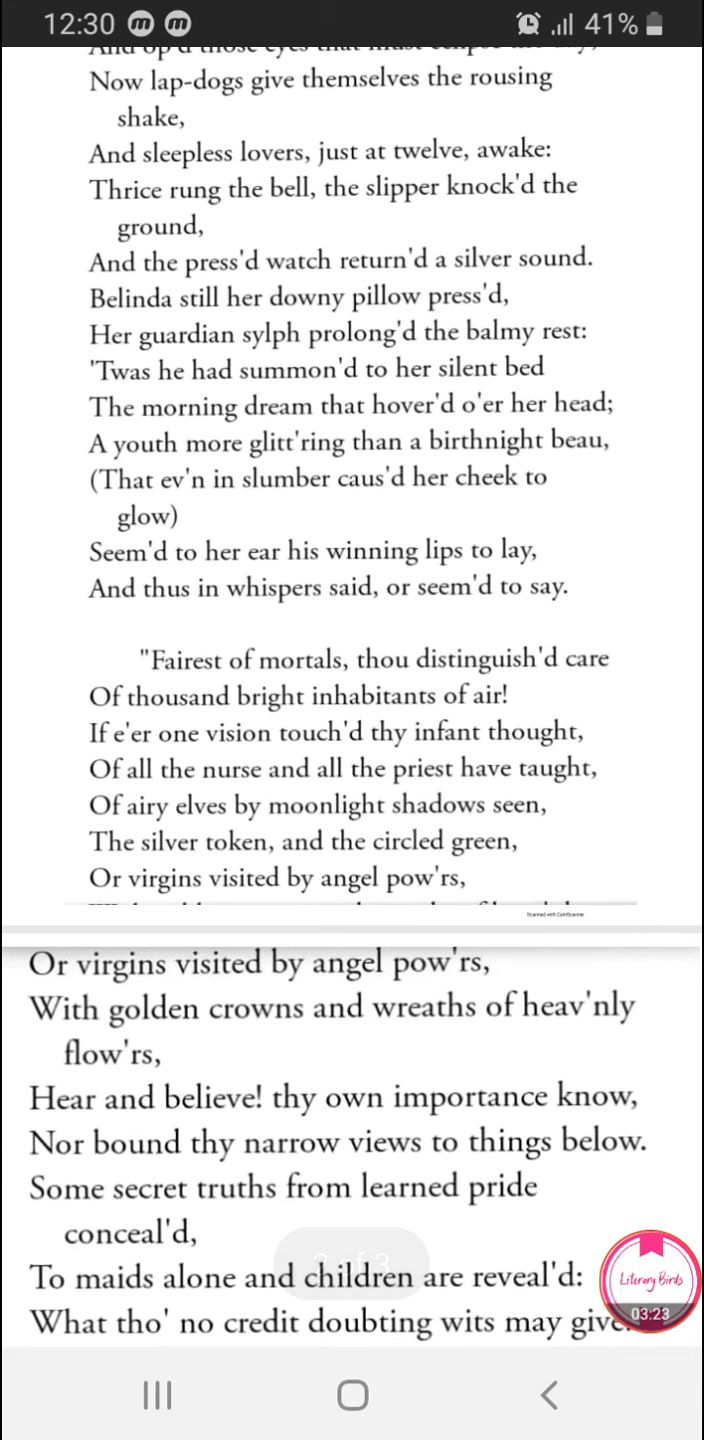 12:30
41%
Now lap-dogs give themselves the rousing
shake,
And sleepless lovers, just at twelve, awake:
Thrice rung the bell, the slipper knock'd the
ground,
And the press'd watch return'd a silver sound.
Belinda still her downy pillow press'd,
Her guardian sylph prolong'd the balmy rest:
'Twas he had summon'd to her silent bed
The morning dream that hover'd o'er her head;
A youth more glitt'ring than a birthnight beau,
(That ev'n in slumber caus'd her cheek to
glow)
Seem'd to her ear his winning lips to lay,
And thus in whispers said, or seem'd to say.
"Fairest of mortals, thou distinguish'd care
Of thousand bright inhabitants of air!
If e'er one vision touch'd thy infant thought,
Of all the nurse and all the priest have taught,
Of airy elves by moonlight shadows seen,
The silver token, and the circled green,
Or virgins visited by angel pow'rs,
Scanned with CamScanner
Or virgins visited by angel pow'rs,
With golden crowns and wreaths of heav'nly
flow'rs,
Hear and believe! thy own importance know,
Nor bound thy narrow views to things below.
Some secret truths from learned pride
conceal'd,
To maids alone and children are reveal'd:
What tho' no credit doubting wits may give
Literary Birds
03:23